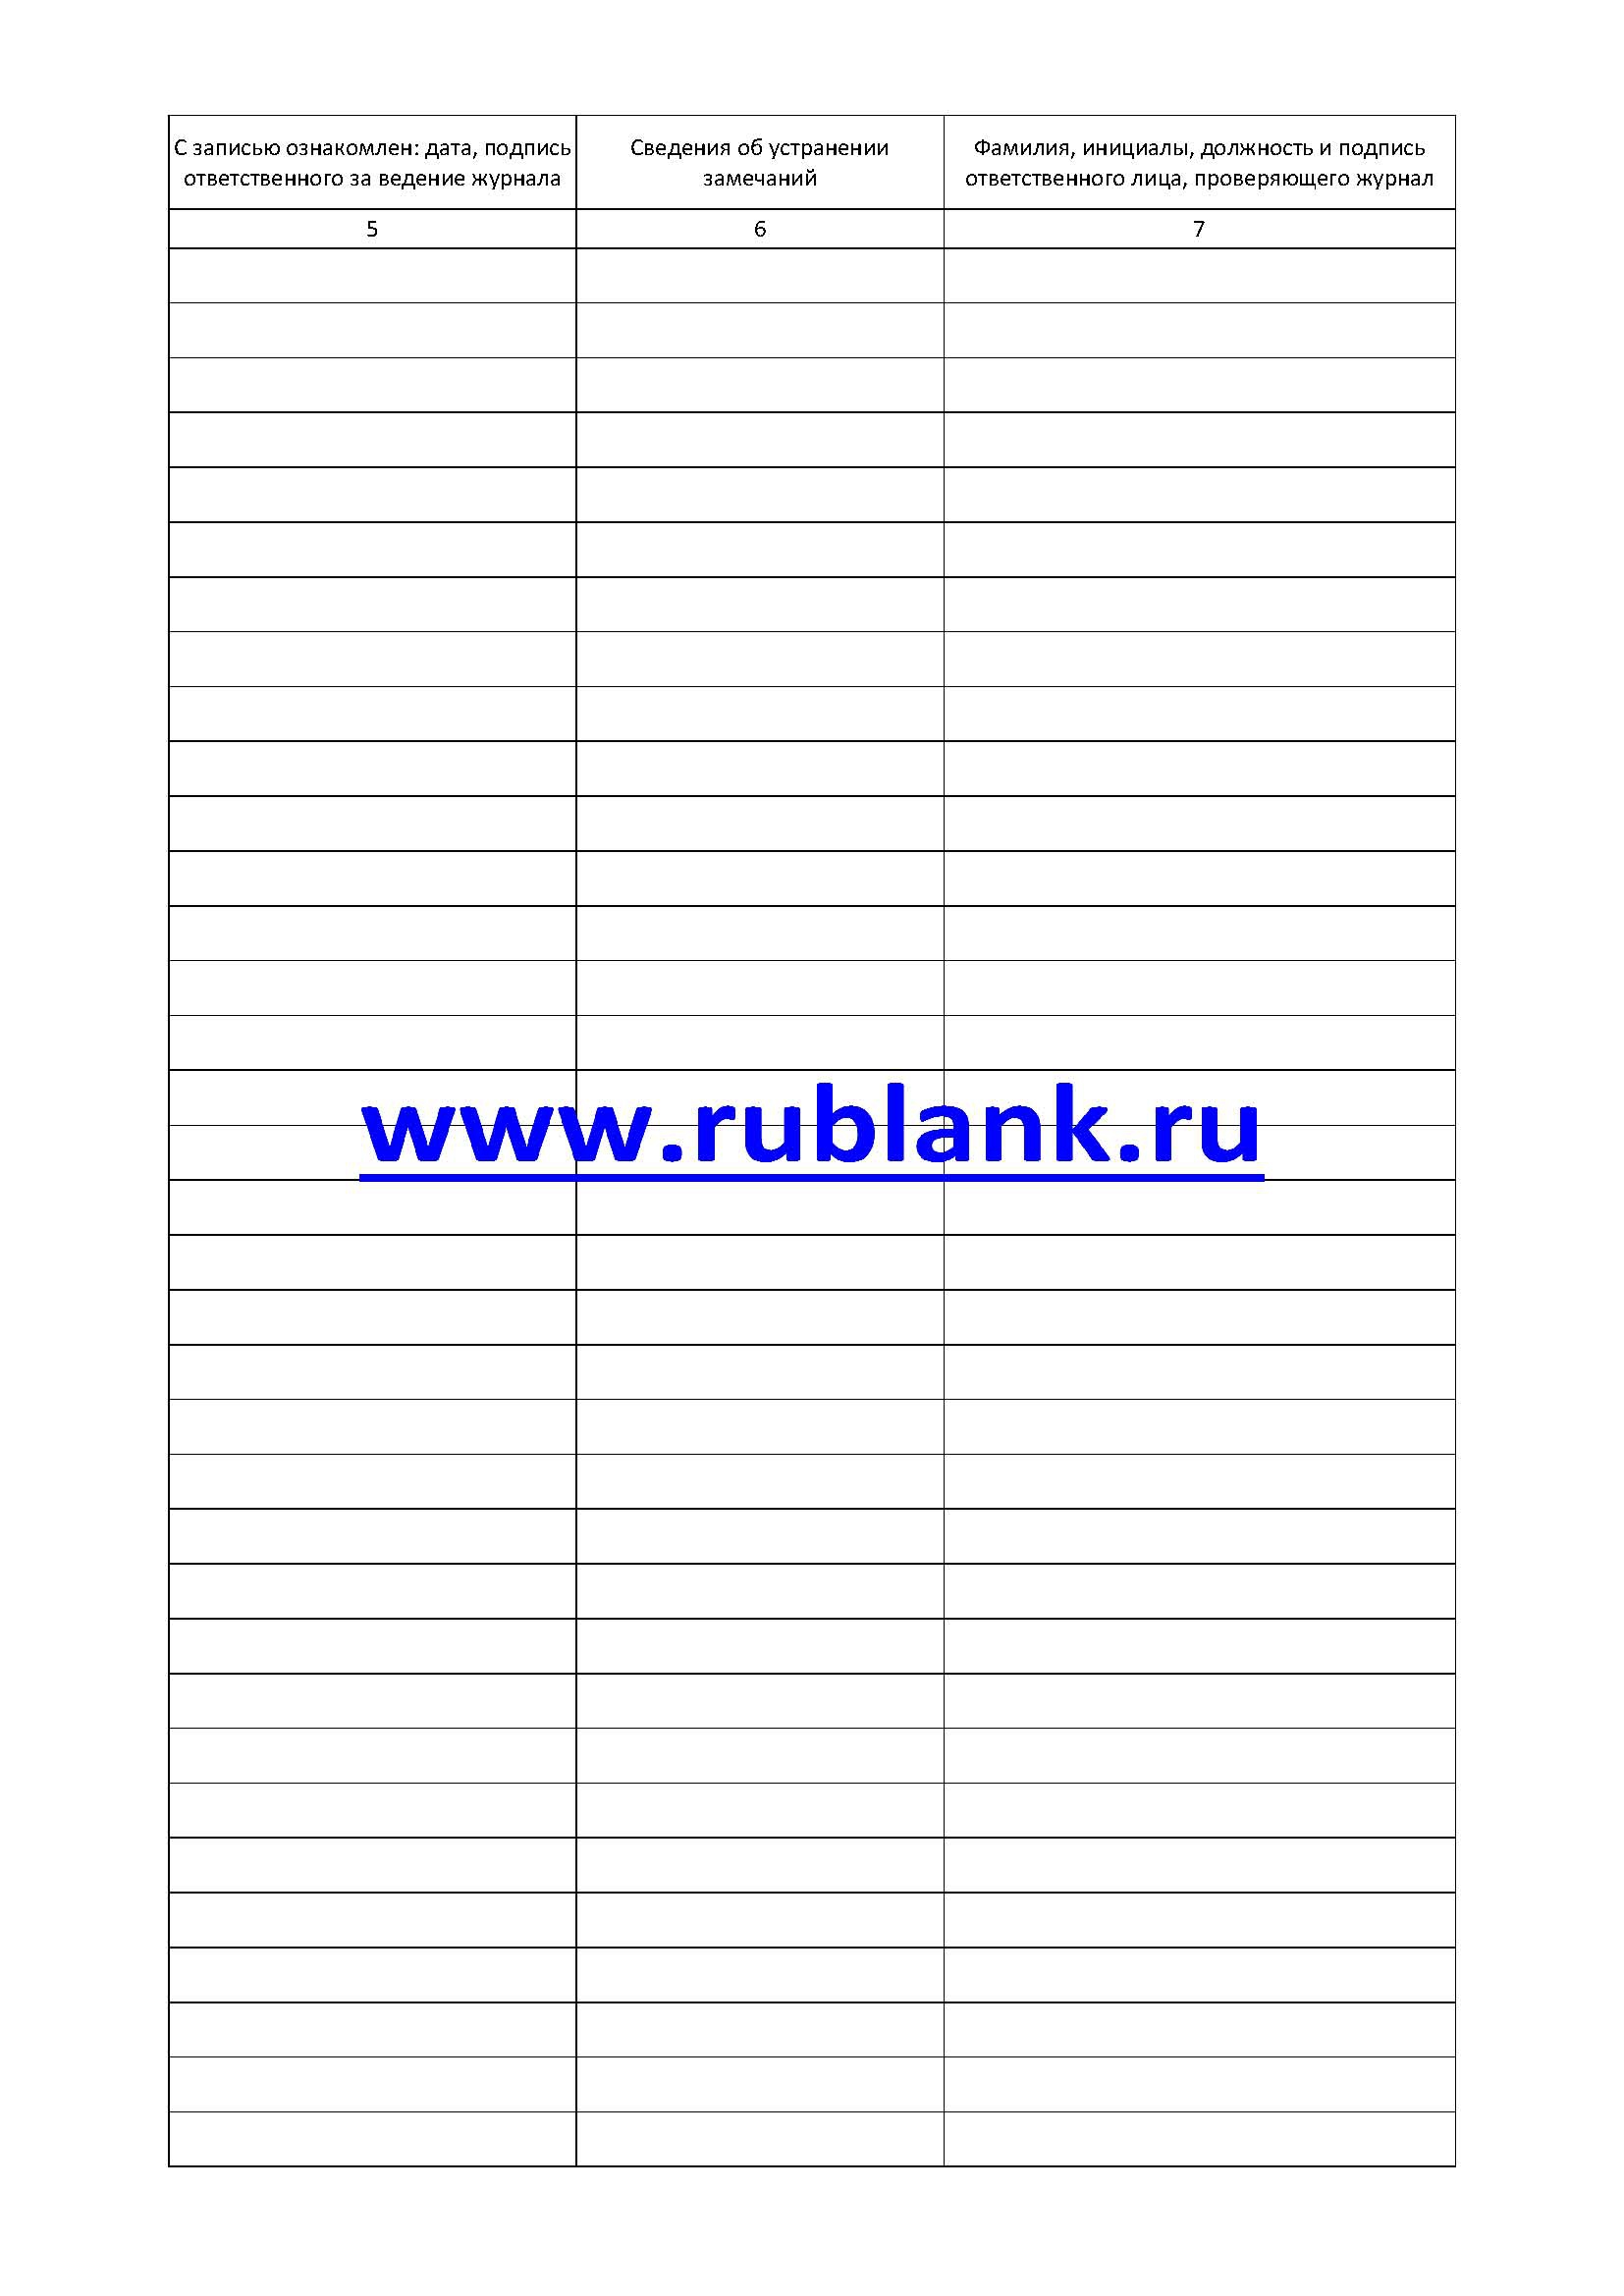 С записью ознакомлен: дата, подпись
ответственного за ведение журнала
Сведения об устранении
замечаний
Фамилия, инициалы, должность и подпись
ответственного лица, проверяющего журнал
5
6
7
www.rublank.ru